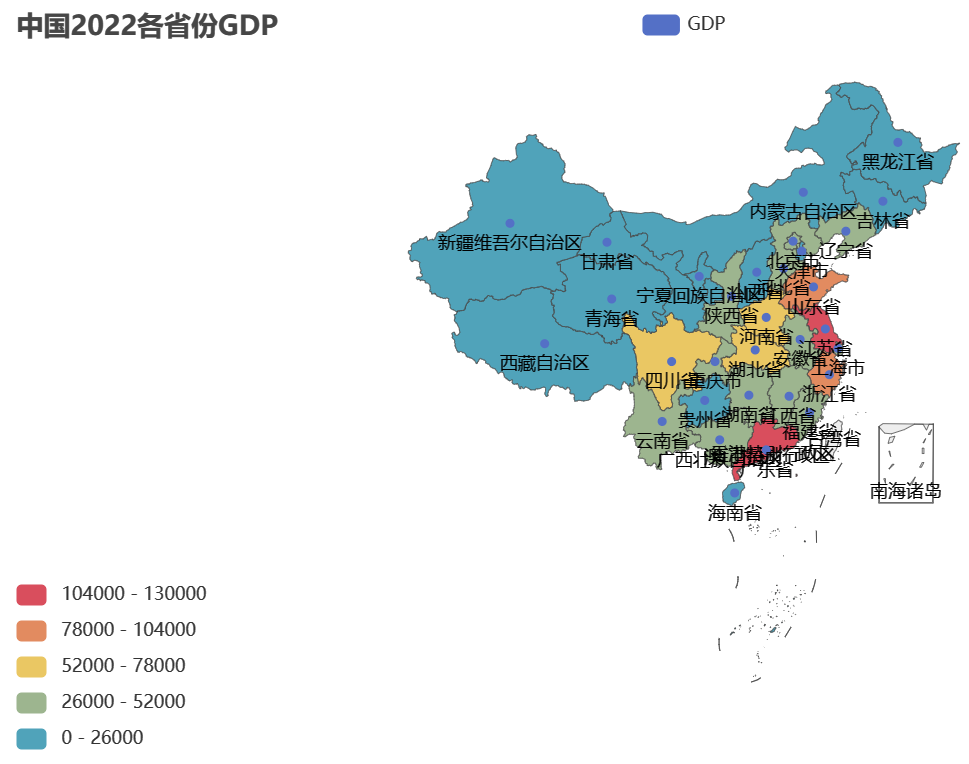 中国2022各省份GDP
GDP
黑龙江省
内蒙古自治区
吉林省
新疆维吾尔自治区
甘肃省
辽宁省
北京市
天津市
河北省
山西省
宁夏回族自治区
青海省
山东省
陕西省
河南省
江苏省
安徽省
西藏自治区
上海市
湖北省
四川省
重庆市
浙江省
湖南省
江西省
贵州省
福建省
台湾省
云南省
广西壮族自治区
广东省
南海诸岛
海南省
104000 - 130000
78000 - 104000
52000 - 78000
26000 - 52000
0 - 26000